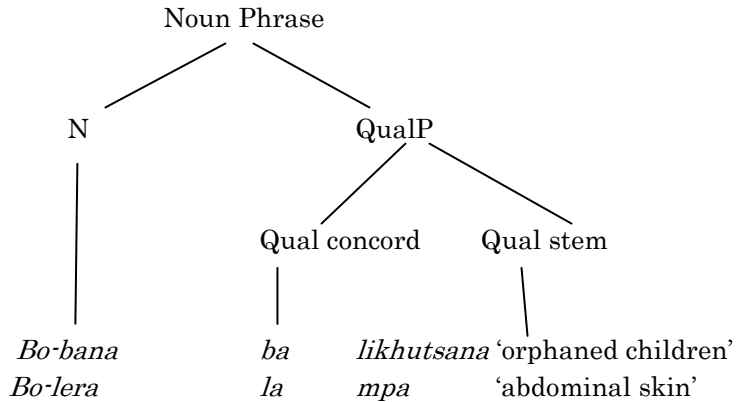 Noun Phrase
N QualP
Qual concord Qual stem
Bo-bana ba likhutsana ‘orphaned children’
Bo-lera la mpa ‘abdominal skin’